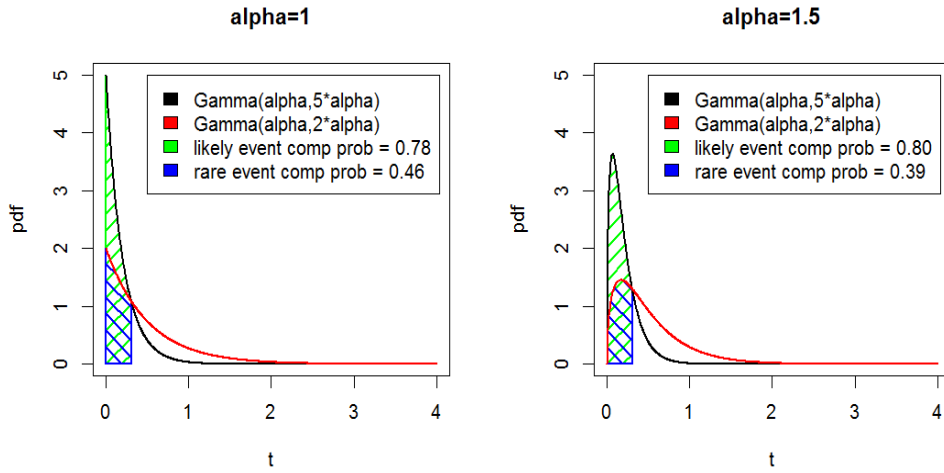 alpha=1
pdf
5
4
3
2
1
0
Gamma(alpha,5*alpha)
Gamma(alpha,2*alpha)
likely event comp prob = 0.78
rare event comp prob = 0.46
0 1 2 3 4
t
alpha=1.5
pdf
5
4
3
2
1
0
Gamma(alpha,5*alpha)
Gamma(alpha,2*alpha)
likely event comp prob = 0.80
rare event comp prob = 0.39
0 1 2 3 4
t